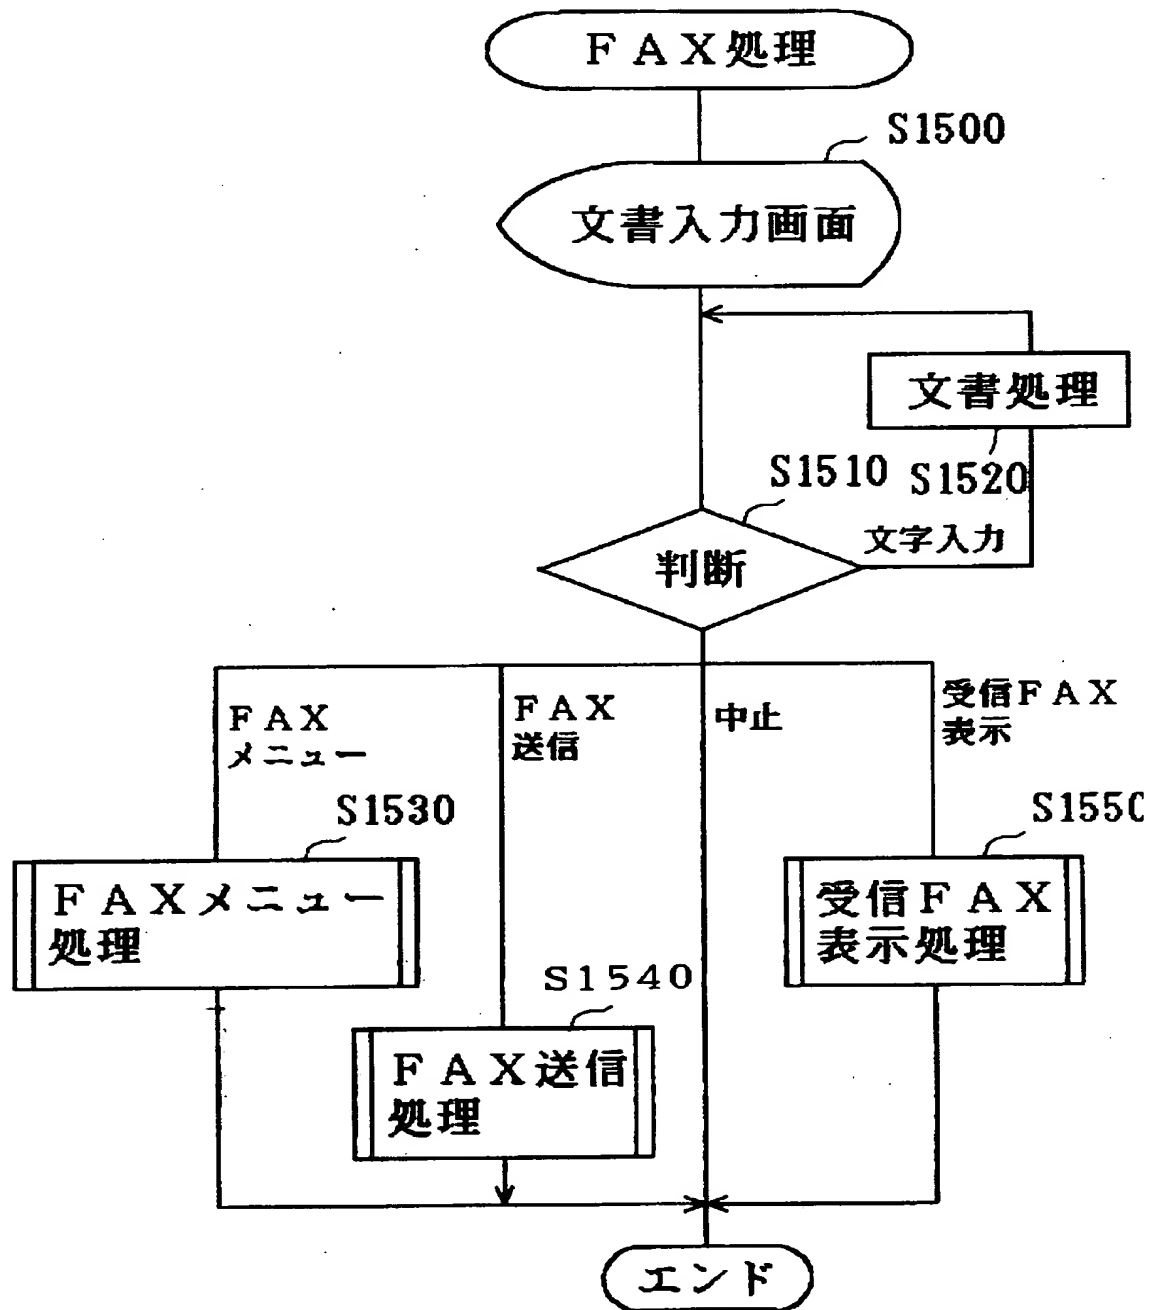 ＦＡＸ処理
S1500
文書入力画面
文書処理
S1520
S1510
文字入力
判断
ＦＡＸ
メニュー
ＦＡＸ
送信
中止
受信ＦＡＸ
表示
S1530
S1550
ＦＡＸメニュー
処理
受信ＦＡＸ
表示処理
S1540
ＦＡＸ送信
処理
エンド